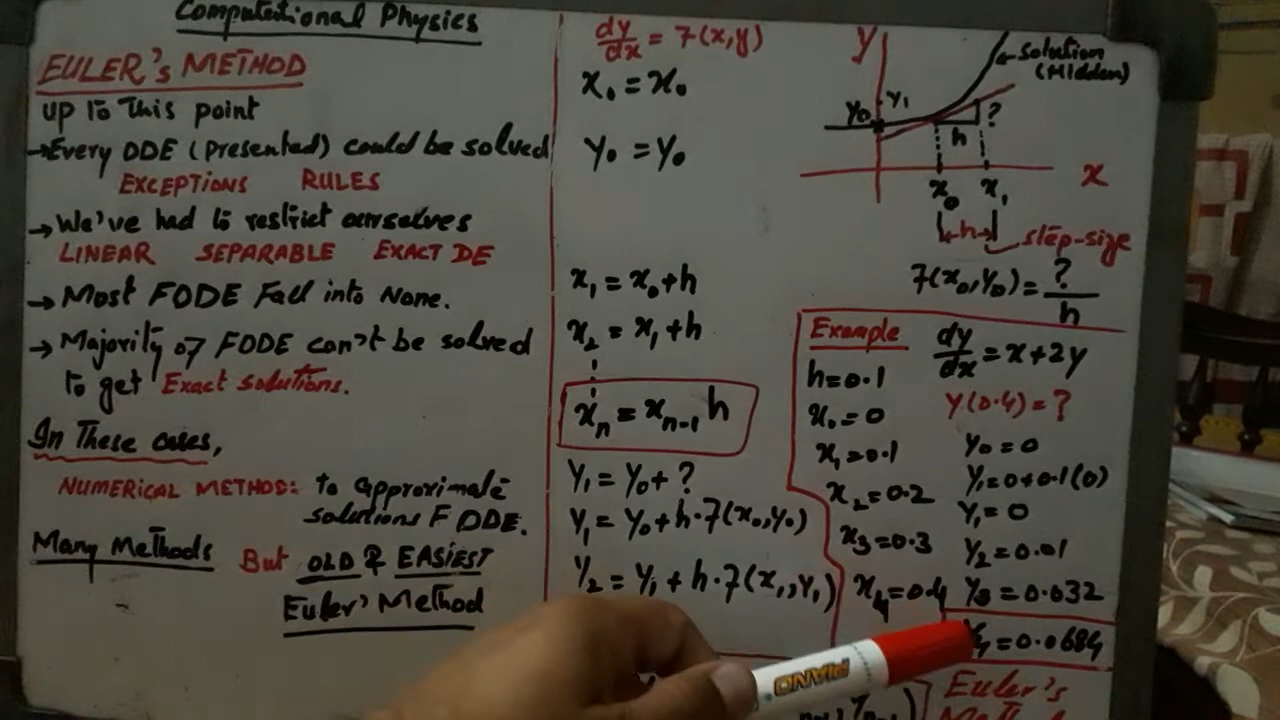 Computational Physics
EULER's METHOD
UP To This point
→ Every ODE (presented) could be solved
EXCEPTIONS RULES
→ We've had to restrict ourselves
LINEAR SEPARABLE EXACT DE
→ Most FODE Fall into None.
→ Majority of FODE can't be solved
to get Exact solutions.
In These cases,
NUMERICAL METHOD: to approximate
solutions F ODE.
Many Methods But OLD & EASIEST
Euler' Method
dy/dx = f(x,y)
x₀ = x₀
y₀ = y₀
x₁ = x₀+h
x₂ = x₁+h
xₙ = xₙ₋₁ h
y₁ = y₀+ ?
y₁ = y₀+h·f(x₀,y₀)
y₂ = y₁+h·f(x₁,y₁)
y
solution
(Hidden)
y₀ y₁
?
h
x
x₀ x₁
h
step-size
f(x₀,y₀) = ?/h
Example dy/dx = x+2y
h=0.1
y(0.4)=?
x₀=0
y₀=0
x₁=0.1
y₁=0+0.1(0)
x₂=0.2
y₁=0
x₃=0.3
y₂=0.01
x₄=0.4
y₃=0.032
=0.0684
PIANO
Euler's